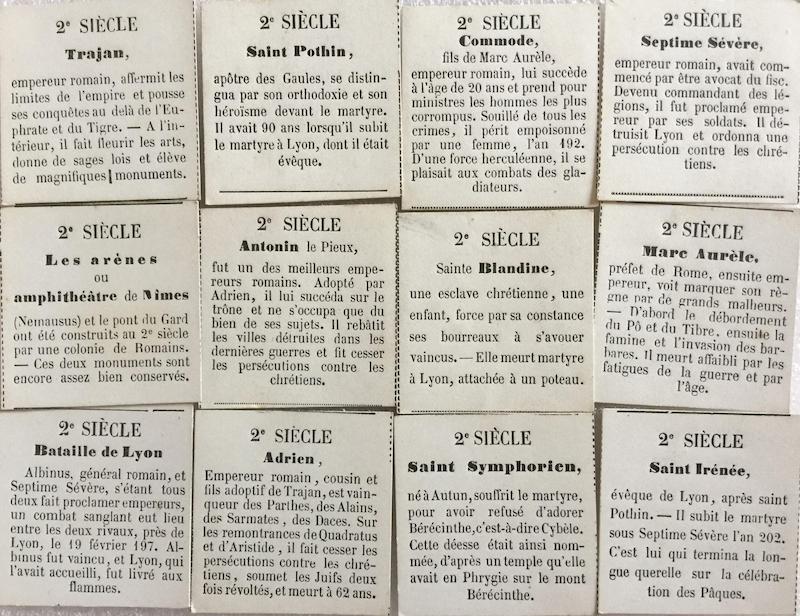 2e SIÈCLE
Trajan,
empereur romain, affermit les
limites de l'empire et pousse
ses conquêtes au delà de l'Eu-
phrate et du Tigre. — A l'in-
térieur, il fait fleurir les arts,
donne de sages lois et élève
de magnifiques monuments.
2e SIÈCLE
Saint Pothin,
apôtre des Gaules, se distin-
gua par son orthodoxie et son
héroïsme devant le martyre.
Il avait 90 ans lorsqu'il subit
le martyre à Lyon, dont il était
évêque.
2e SIÈCLE
Commode,
fils de Marc Aurèle,
empereur romain, lui succède
à l'âge de 20 ans et prend pour
ministres les hommes les plus
corrompus. Souillé de tous les
crimes, il périt empoisonné
par une femme, l'an 192.
D'une force herculéenne, il se
plaisait aux combats des gla-
diateurs.
2e SIÈCLE
Septime Sévère,
empereur romain, avait com-
mencé par être avocat du fisc.
Devenu commandant des lé-
gions, il fut proclamé empe-
reur par ses soldats. Il dé-
truisit Lyon et ordonna une
persécution contre les chré-
tiens.
2e SIÈCLE
Les arènes
ou
amphithéâtre de Nîmes
(Nemausus) et le pont du Gard
ont été construits au 2e siècle
par une colonie de Romains.
— Ces deux monuments sont
encore assez bien conservés.
2e SIÈCLE
Antonin le Pieux,
fut un des meilleurs empe-
reurs romains. Adopté par
Adrien, il lui succéda sur le
trône et ne s'occupa que du
bien de ses sujets. Il rebâtit
les villes détruites dans les
dernières guerres et fit cesser
les persécutions contre les
chrétiens.
2e SIÈCLE
Sainte Blandine,
une esclave chrétienne, une
enfant, force par sa constance
ses bourreaux à s'avouer
vaincus. — Elle meurt martyre
à Lyon, attachée à un poteau.
2e SIÈCLE
Marc Aurèle,
préfet de Rome, ensuite em-
pereur, voit marquer son rè-
gne par de grands malheurs.
— D'abord le débordement
du Pô et du Tibre, ensuite la
famine et l'invasion des bar-
bares. Il meurt affaibli par les
fatigues de la guerre et par
l'âge.
2e SIÈCLE
Bataille de Lyon
Albinus, général romain, et
Septime Sévère, s'étant tous
deux fait proclamer empereurs,
un combat sanglant eut lieu
entre les deux rivaux, près de
Lyon, le 19 février 197. Al-
binus fut vaincu, et Lyon, qui
l'avait accueilli, fut livré aux
flammes.
2e SIÈCLE
Adrien,
Empereur romain, cousin et
fils adoptif de Trajan, est vain-
queur des Parthes, des Alains,
des Sarmates, des Daces. Sur
les remontrances de Quadratus
et d'Aristide, il fait cesser les
persécutions contre les chré-
tiens, soumet les Juifs deux
fois révoltés, et meurt à 62 ans.
2e SIÈCLE
Saint Symphorien,
né à Autun, souffrit le martyre,
pour avoir refusé d'adorer
Bérécinthe, c'est-à-dire Cybèle.
Cette déesse était ainsi nom-
mée, d'après un temple qu'elle
avait en Phrygie sur le mont
Bérécinthe.
2e SIÈCLE
Saint Irénée,
évêque de Lyon, après saint
Pothin. — Il subit le martyre
sous Septime Sévère l'an 202.
C'est lui qui termina la lon-
gue querelle sur la célébra-
tion des Pâques.